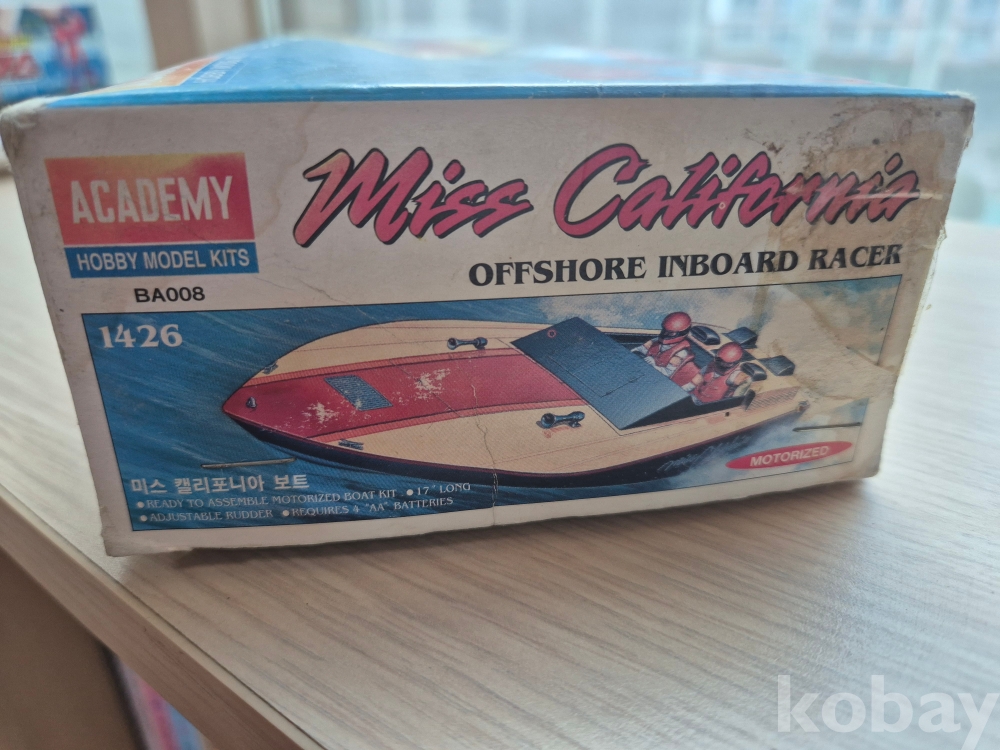 ACADEMY
HOBBY MODEL KITS
BA008
Miss California
OFFSHORE INBOARD RACER
1426
미스 캘리포니아 보트
●READY TO ASSEMBLE MOTORIZED BOAT KIT ●17" LONG
●ADJUSTABLE RUDDER ●REQUIRES 4 "AA" BATTERIES
MOTORIZED
kobay